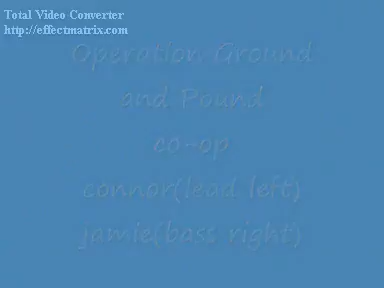 Total Video Converter
http://effectmatrix.com
Operation Ground
and Pound
co-op
connor(lead left)
jamie(bass right)